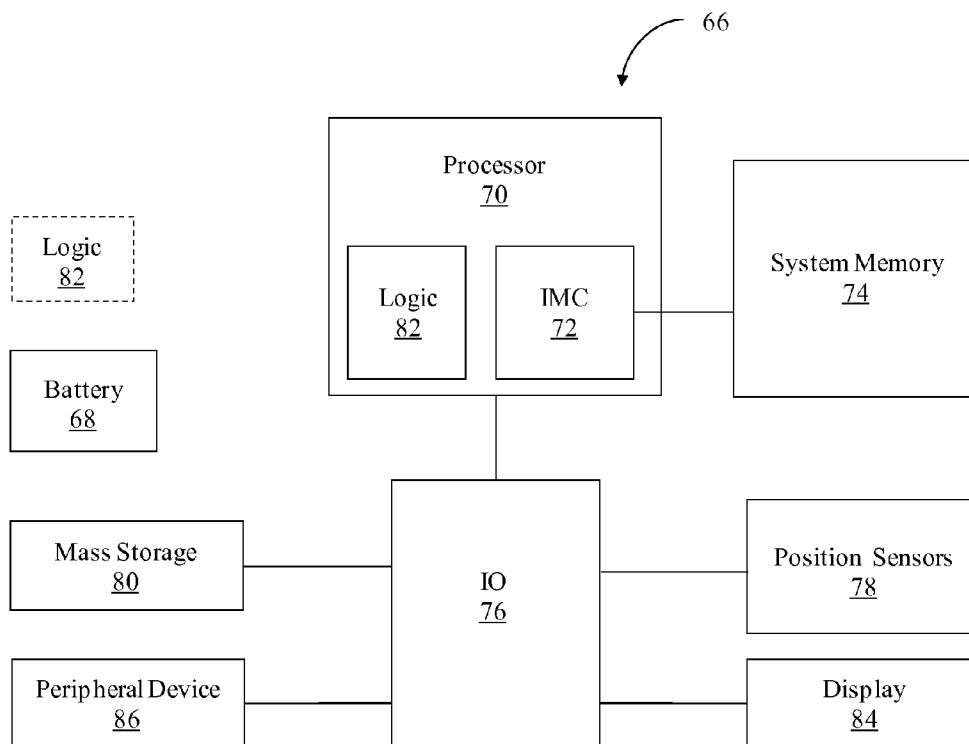 66
Processor
70
Logic
82
IMC
72
System Memory
74
Logic
82
Battery
68
Mass Storage
80
IO
76
Position Sensors
78
Peripheral Device
86
Display
84